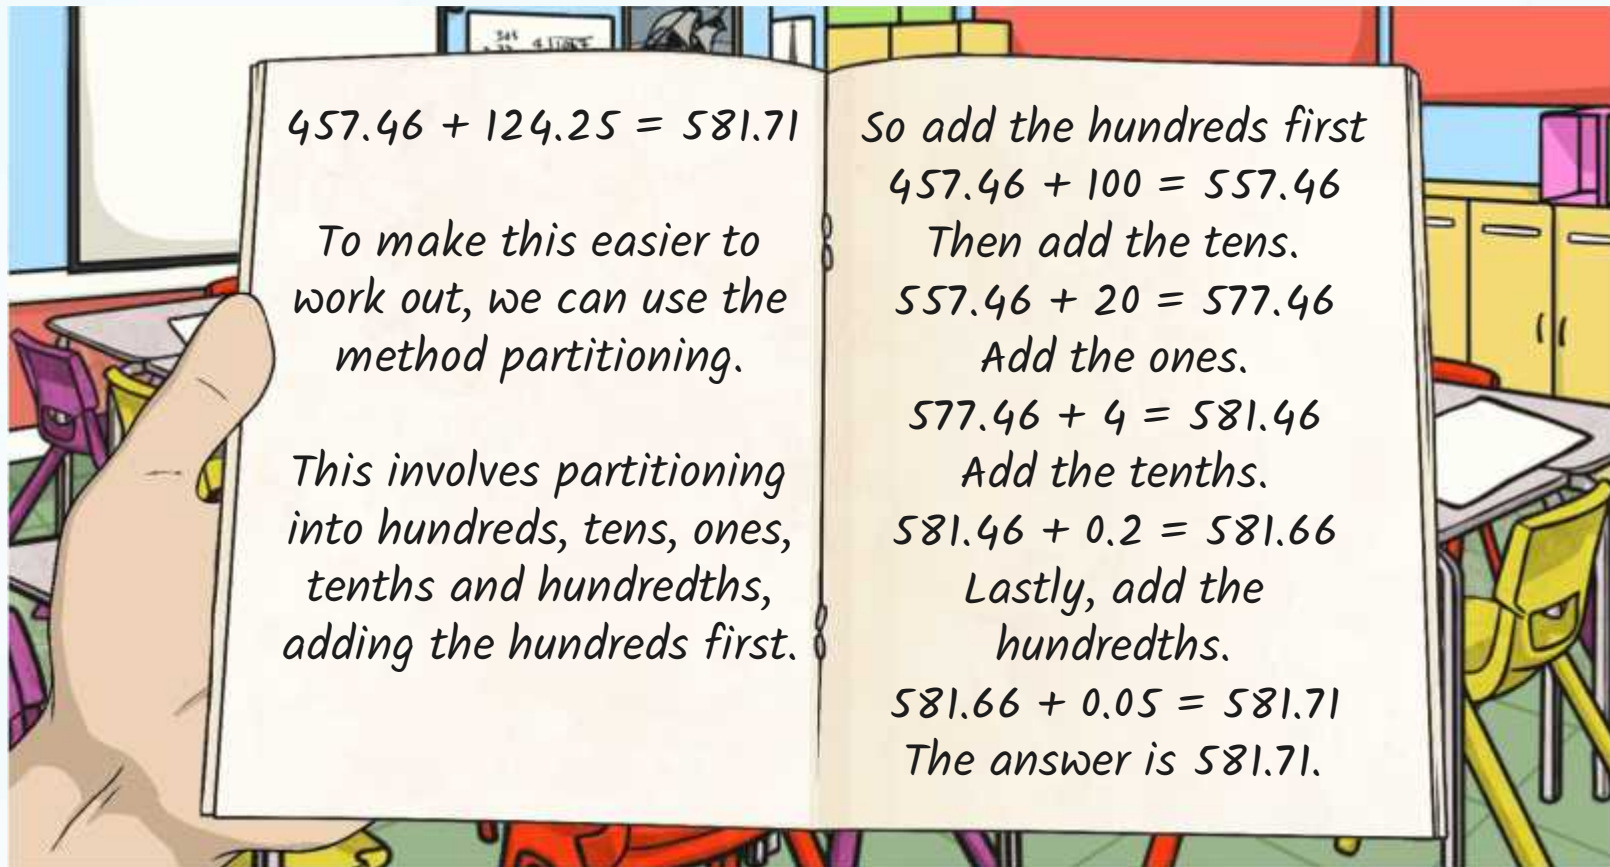 457.46 + 124.25 = 581.71
To make this easier to
work out, we can use the
method partitioning.
This involves partitioning
into hundreds, tens, ones,
tenths and hundredths,
adding the hundreds first.
So add the hundreds first
457.46 + 100 = 557.46
Then add the tens.
557.46 + 20 = 577.46
Add the ones.
577.46 + 4 = 581.46
Add the tenths.
581.46 + 0.2 = 581.66
Lastly, add the
hundredths.
581.66 + 0.05 = 581.71
The answer is 581.71.